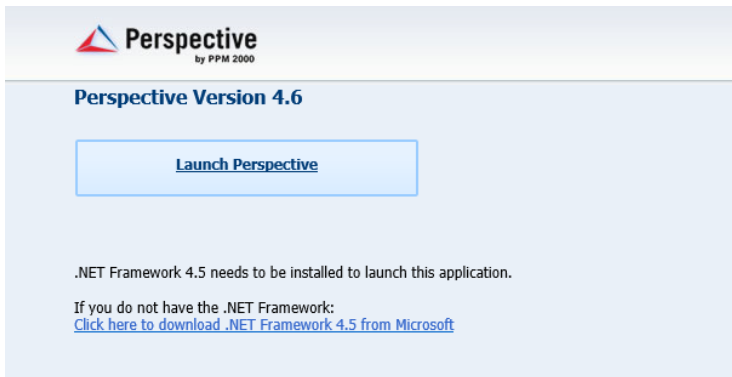 Perspective
by PPM 2000
Perspective Version 4.6
Launch Perspective
.NET Framework 4.5 needs to be installed to launch this application.
If you do not have the .NET Framework:
Click here to download .NET Framework 4.5 from Microsoft